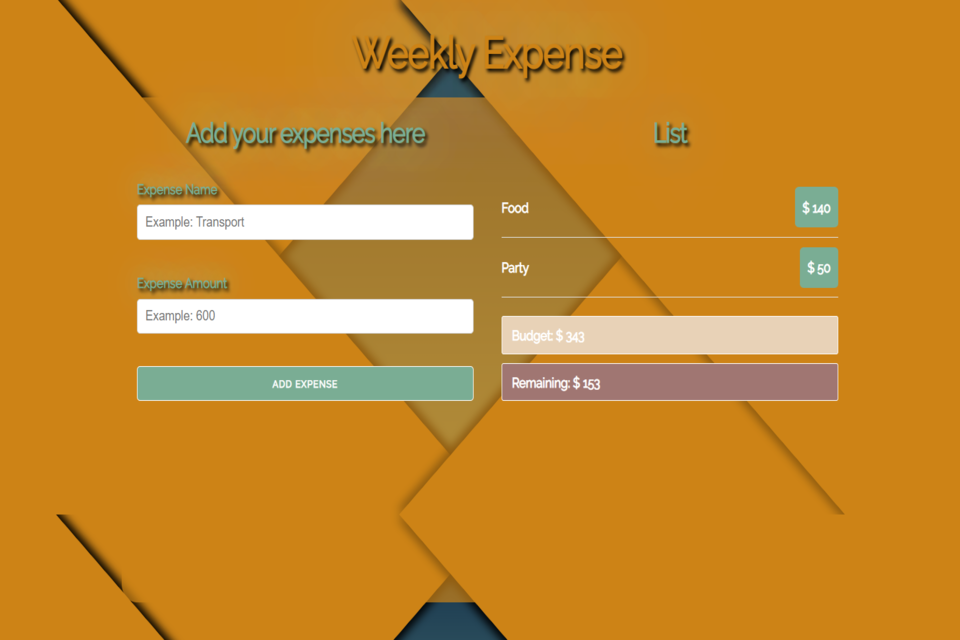 Weekly Expense
Add your expenses here
Expense Name
Example: Transport
Expense Amount
Example: 600
ADD EXPENSE
List
Food $ 140
Party $ 50
Budget: $ 343
Remaining: $ 153